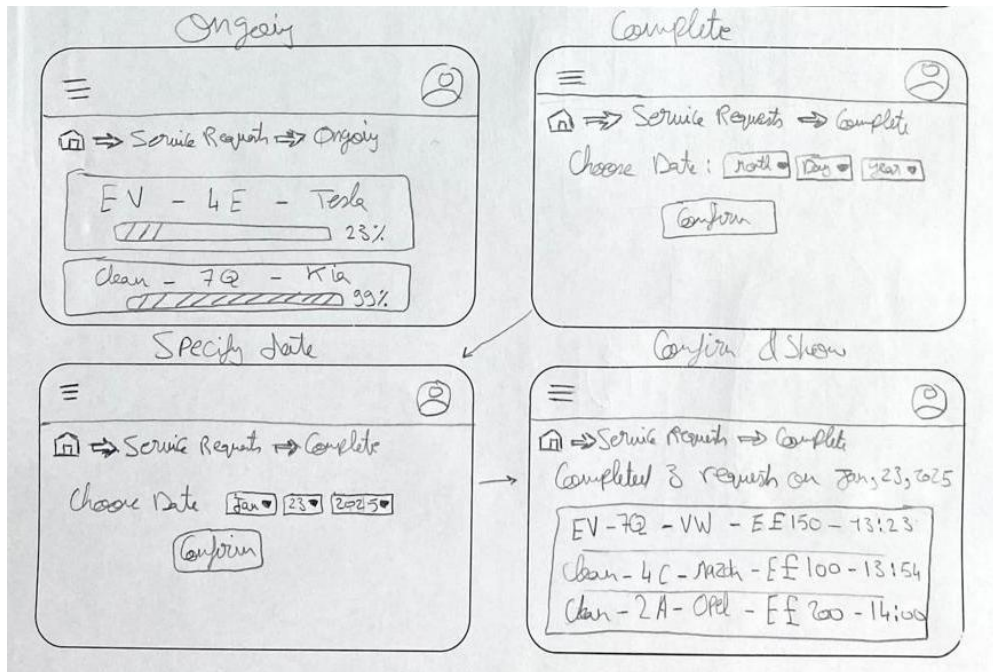 Ongoing
Service Requests Ongoing
EV - 4E - Tesla
23%
Clean - 7Q - Kia
99%
Complete
Service Requests Complete
Choose Date: Month Day Year
Confirm
Specify date
Service Requests Complete
Choose Date Jan 23 2025
Confirm
Confirm & Show
Service Requests Complete
Completed 3 request on Jan, 23, 2025
EV - 7Q - VW - E£150 - 13:23
Clean - 4C - - E£100 - 13:54
Clean - 2A - Opel - E£200 - 14:00